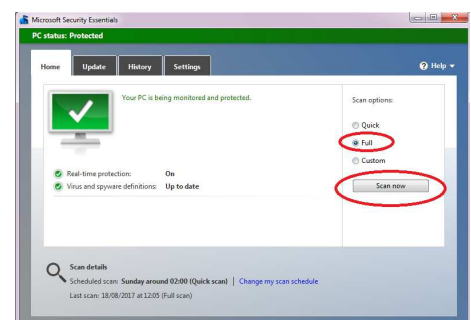 Microsoft Security Essentials
PC status: Protected
Home Update History Settings Help
Your PC is being monitored and protected.
Scan options:
Quick
Full
Custom
Scan now
Real-time protection: On
Virus and spyware definitions: Up to date
Scan details
Scheduled scan: Sunday around 02:00 (Quick scan) | Change my scan schedule
Last scan: 18/08/2017 at 12:05 (Full scan)